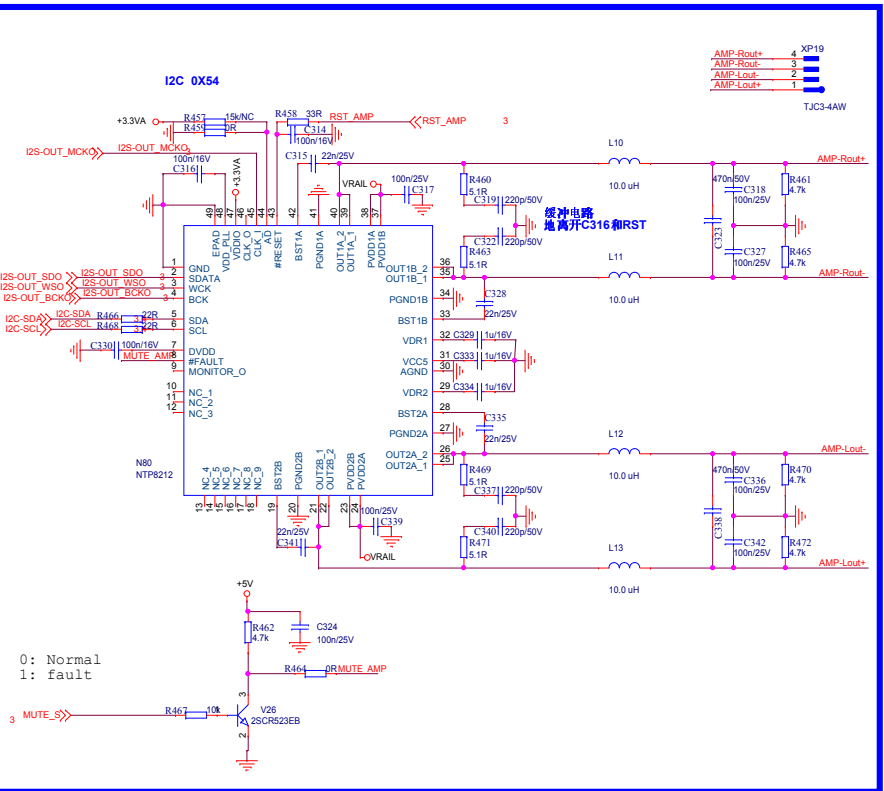 I2C 0X54
AMP-Rout+ 4 XP19
AMP-Rout- 3
AMP-Lout- 2
AMP-Lout+ 1
TJC3-4AW
+3.3VA R457 15k/NC
R459 0R
R458 33R RST_AMP RST_AMP 3
C314
100n/16V
I2S-OUT_MCKO I2S-OUT_MCKO
100n/16V
C316
+3.3VA
C315 22n/25V
VRAIL
100n/25V
C317
L10
10.0 uH
AMP-Rout+
R460
5.1R
C319 220p/50V
缓冲电路
地离开C316和RST
C322 220p/50V
R463
5.1R
470n/50V
C318
100n/25V
C323
C327
100n/25V
R461
4.7k
R465
4.7k
L11
10.0 uH
AMP-Rout-
49 48 47 46 45 44 43 42 41 40 39 38 37
EPAD
VDD_PLL
VDDIO
CLK_O
CLK_I
AD
#RESET
BST1A
PGND1A
OUT1A_2
OUT1A_1
PVDD1A
PVDD1B
1 GND
I2S-OUT_SDO I2S-OUT_SDO 3 2 SDATA
I2S-OUT_WSO I2S-OUT_WSO 3 3 WCK
I2S-OUT_BCKO I2S-OUT_BCKO 3 4 BCK
I2C-SDA I2C-SDA R466 3 22R 5 SDA
I2C-SCL I2C-SCL R468 3 22R 6 SCL
C330 100n/16V 7 DVDD
MUTE_AMP 8 #FAULT
9 MONITOR_O
10 NC_1
11 NC_2
12 NC_3
OUT1B_2 36
OUT1B_1 35
PGND1B 34
BST1B 33
C328
22n/25V
VDR1 32 C329 1u/16V
VCC5 31 C333 1u/16V
AGND 30
VDR2 29 C334 1u/16V
BST2A 28
C335
22n/25V
PGND2A 27
OUT2A_2 26
OUT2A_1 25
N80
NTP8212
NC_4
NC_5
NC_6
NC_7
NC_8
NC_9
BST2B
PGND2B
OUT2B_1
OUT2B_2
PVDD2B
PVDD2A
13 14 15 16 17 18 19 20 21 22 23 24
22n/25V
C341
100n/25V
C339
VRAIL
L12
10.0 uH
AMP-Lout-
R469
5.1R
C337 220p/50V
C340 220p/50V
R471
5.1R
470n/50V
C336
100n/25V
C338
C342
100n/25V
R470
4.7k
R472
4.7k
L13
10.0 uH
AMP-Lout+
+5V
R462
4.7k
C324
100n/25V
0: Normal
1: fault
R464 0R MUTE_AMP
3 MUTE_S R467 10k 1
3
2
V26
2SCR523EB